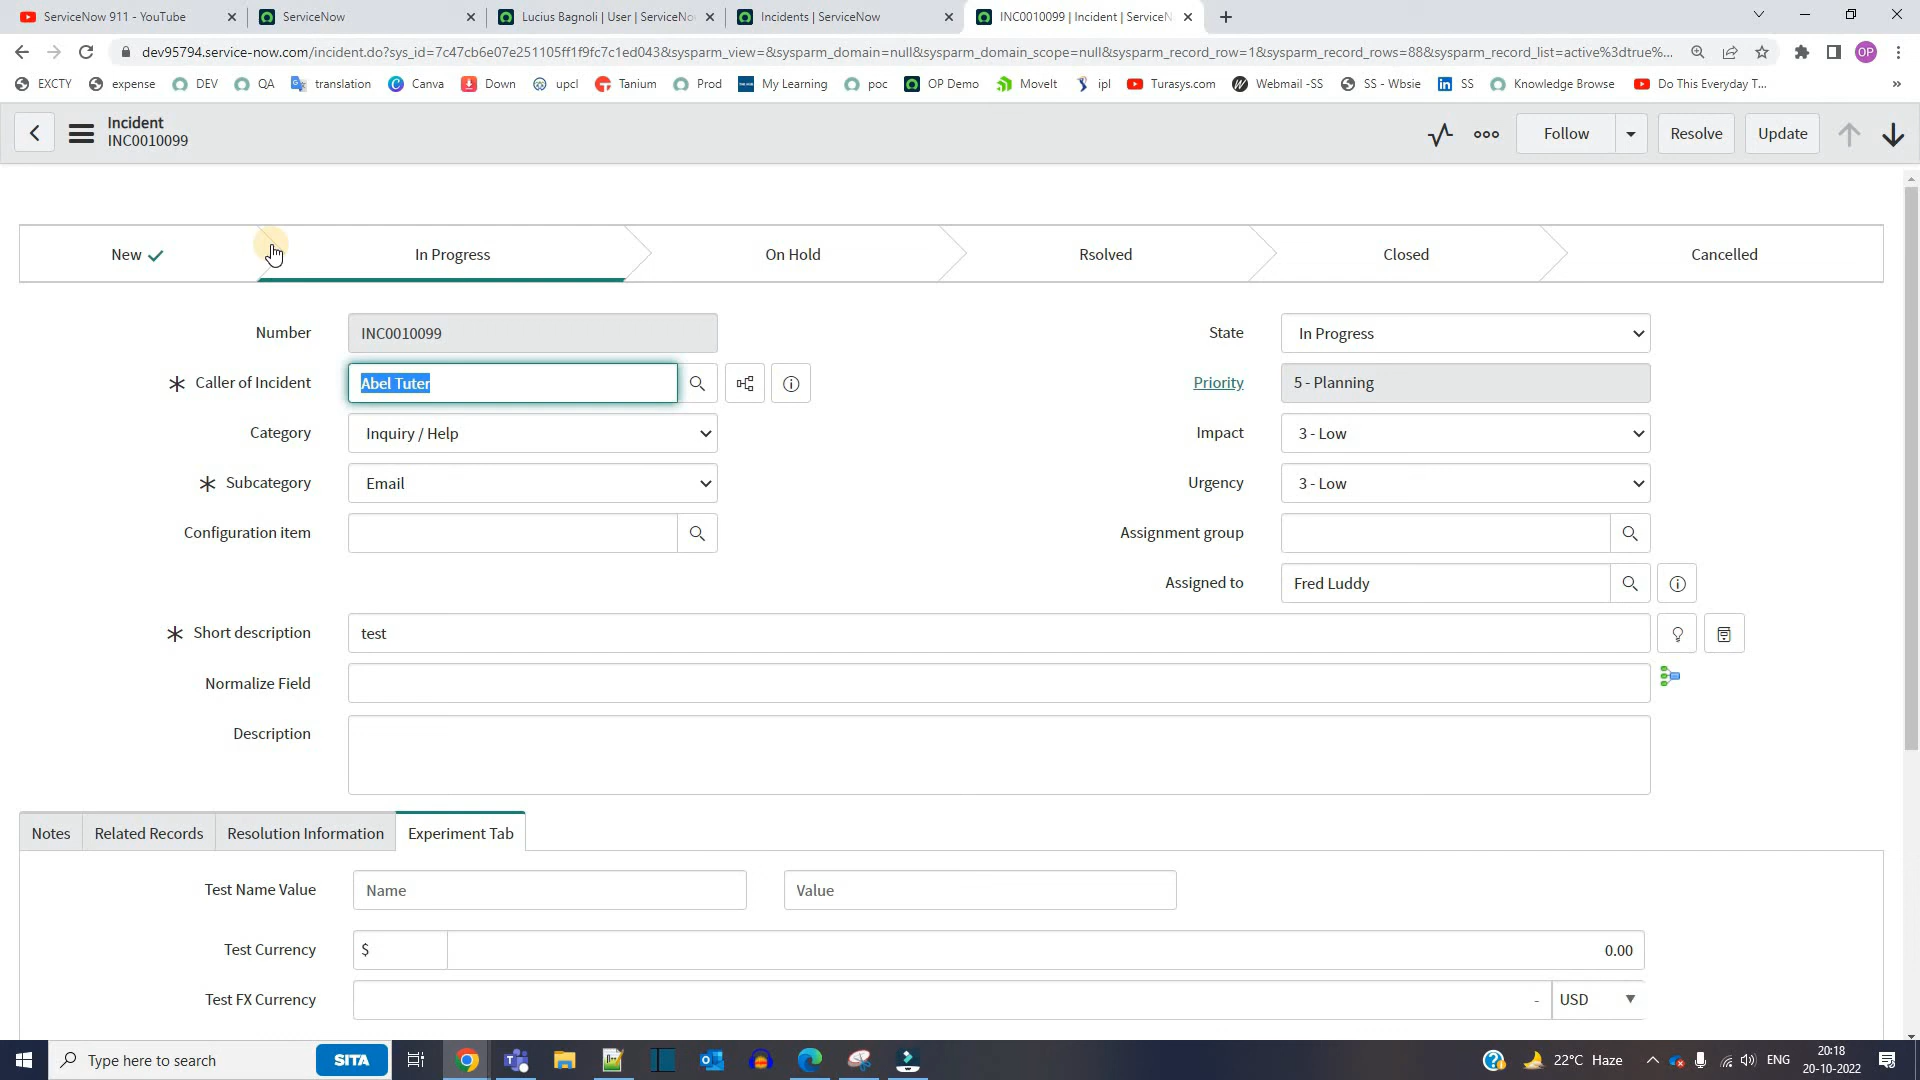 ServiceNow 911 - YouTube
ServiceNow
Lucius Bagnoli | User | ServiceNo
Incidents | ServiceNow
INC0010099 | Incident | ServiceN
dev95794.service-now.com/incident.do?sys_id=7c47cb6e07e251105ff1f9fc7c1ed043&sysparm_view=&sysparm_domain=null&sysparm_domain_scope=null&sysparm_record_row=1&sysparm_record_rows=88&sysparm_record_list=active%3dtrue%...
OP
EXCTY
expense
DEV
QA
translation
Canva
Down
upcl
Tanium
Prod
My Learning
poc
OP Demo
MoveIt
ipl
Turasys.com
Webmail -SS
SS - Wbsie
SS
Knowledge Browse
Do This Everyday T...
Incident
INC0010099
Follow
Resolve
Update
New
In Progress
On Hold
Rsolved
Closed
Cancelled
Number
INC0010099
State
In Progress
Caller of Incident
Abel Tuter
Priority
5 - Planning
Category
Inquiry / Help
Impact
3 - Low
Subcategory
Email
Urgency
3 - Low
Configuration item
Assignment group
Assigned to
Fred Luddy
Short description
test
Normalize Field
Description
Notes
Related Records
Resolution Information
Experiment Tab
Test Name Value
Name
Value
Test Currency
$
0.00
Test FX Currency
-
USD
Type here to search
SITA
22°C Haze
ENG
20:18
20-10-2022